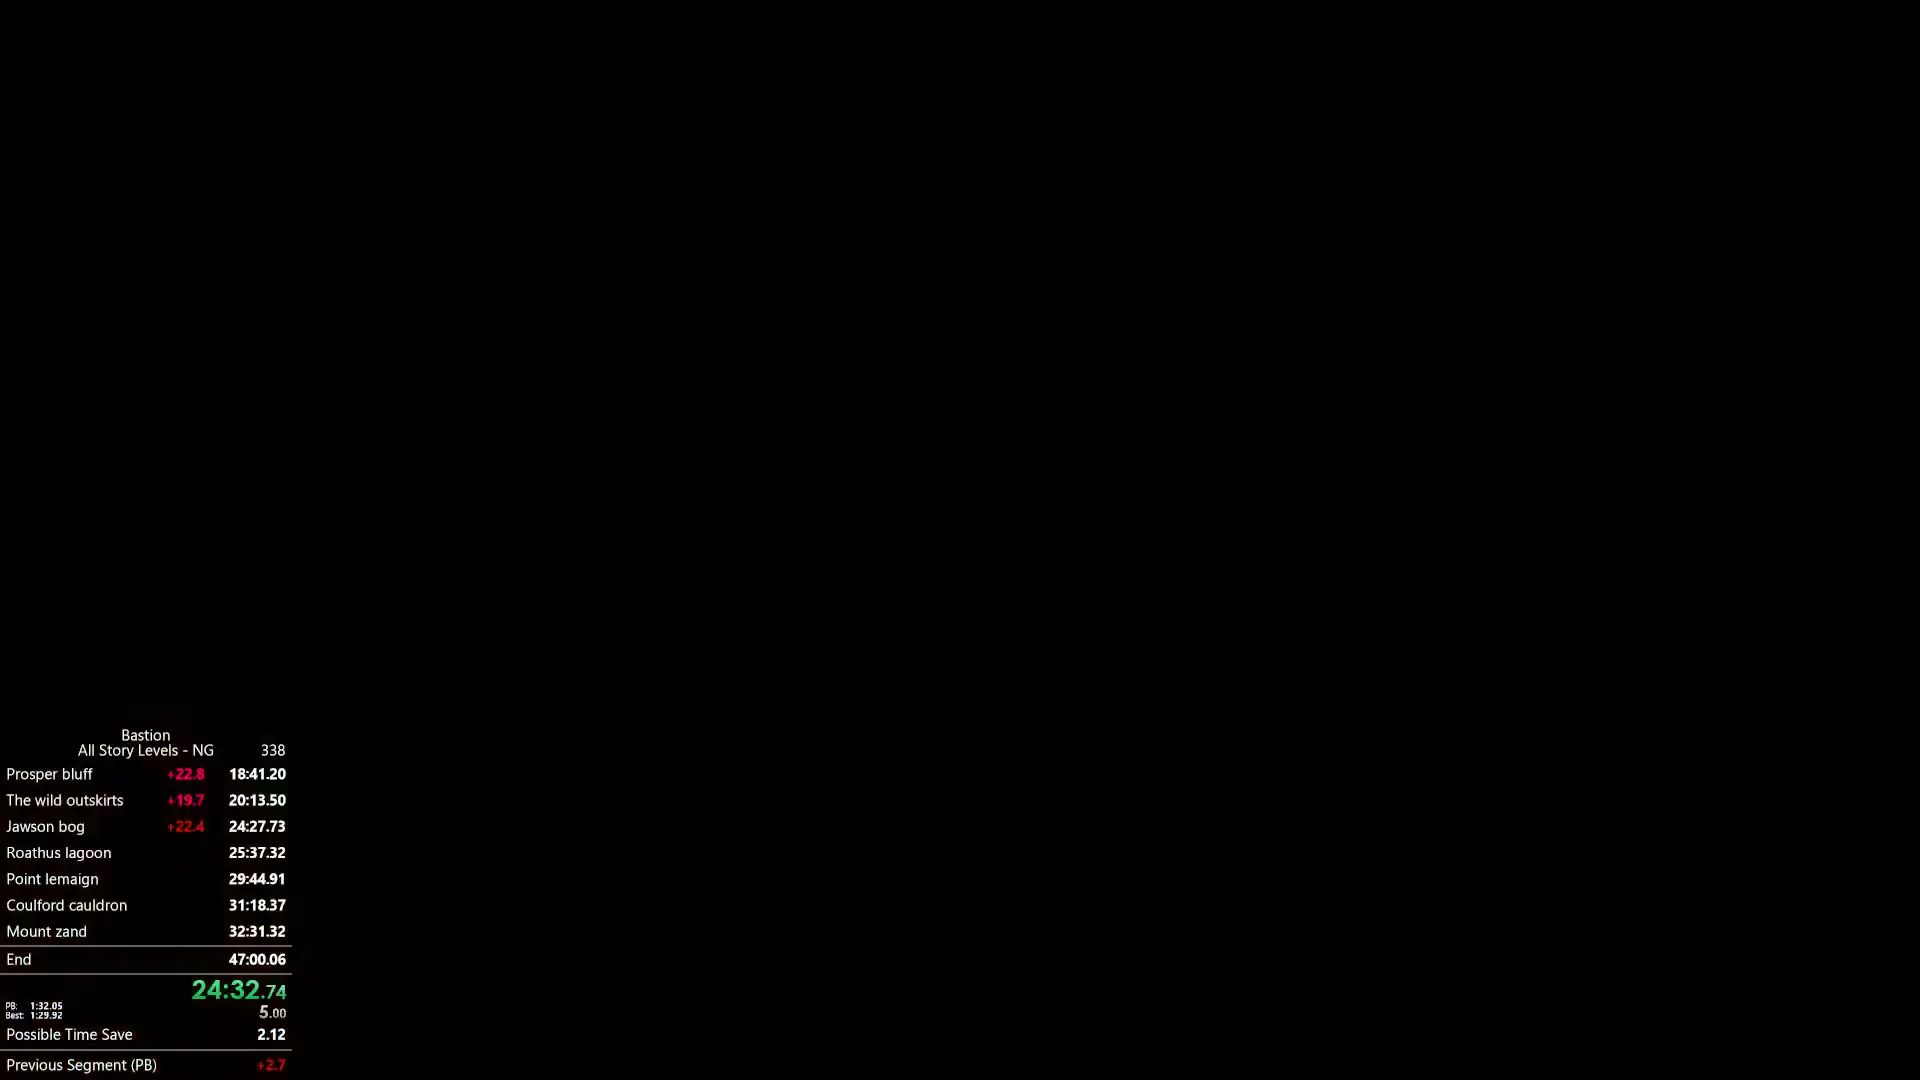 Bastion
All Story Levels - NG 338
Prosper bluff +22.8 18:41.20
The wild outskirts +19.7 20:13.50
Jawson bog +22.4 24:27.73
Roathus lagoon 25:37.32
Point lemaign 29:44.91
Coulford cauldron 31:18.37
Mount zand 32:31.32
End 47:00.06
24:32.74
PB: 1:32.05
Best: 1:29.92
5.00
Possible Time Save 2.12
Previous Segment (PB) +2.7